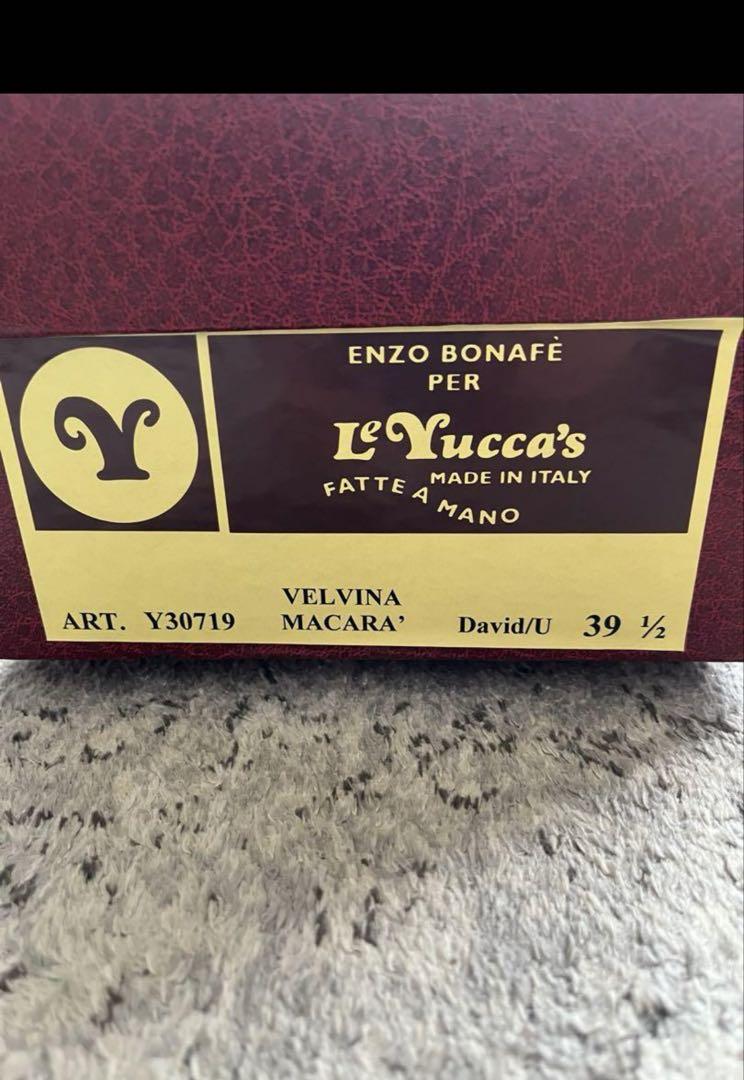 Y
ENZO BONAFÈ
PER
Le Yucca's
MADE IN ITALY
FATTE A MANO
VELVINA
ART. Y30719 MACARA' David/U 39 ½